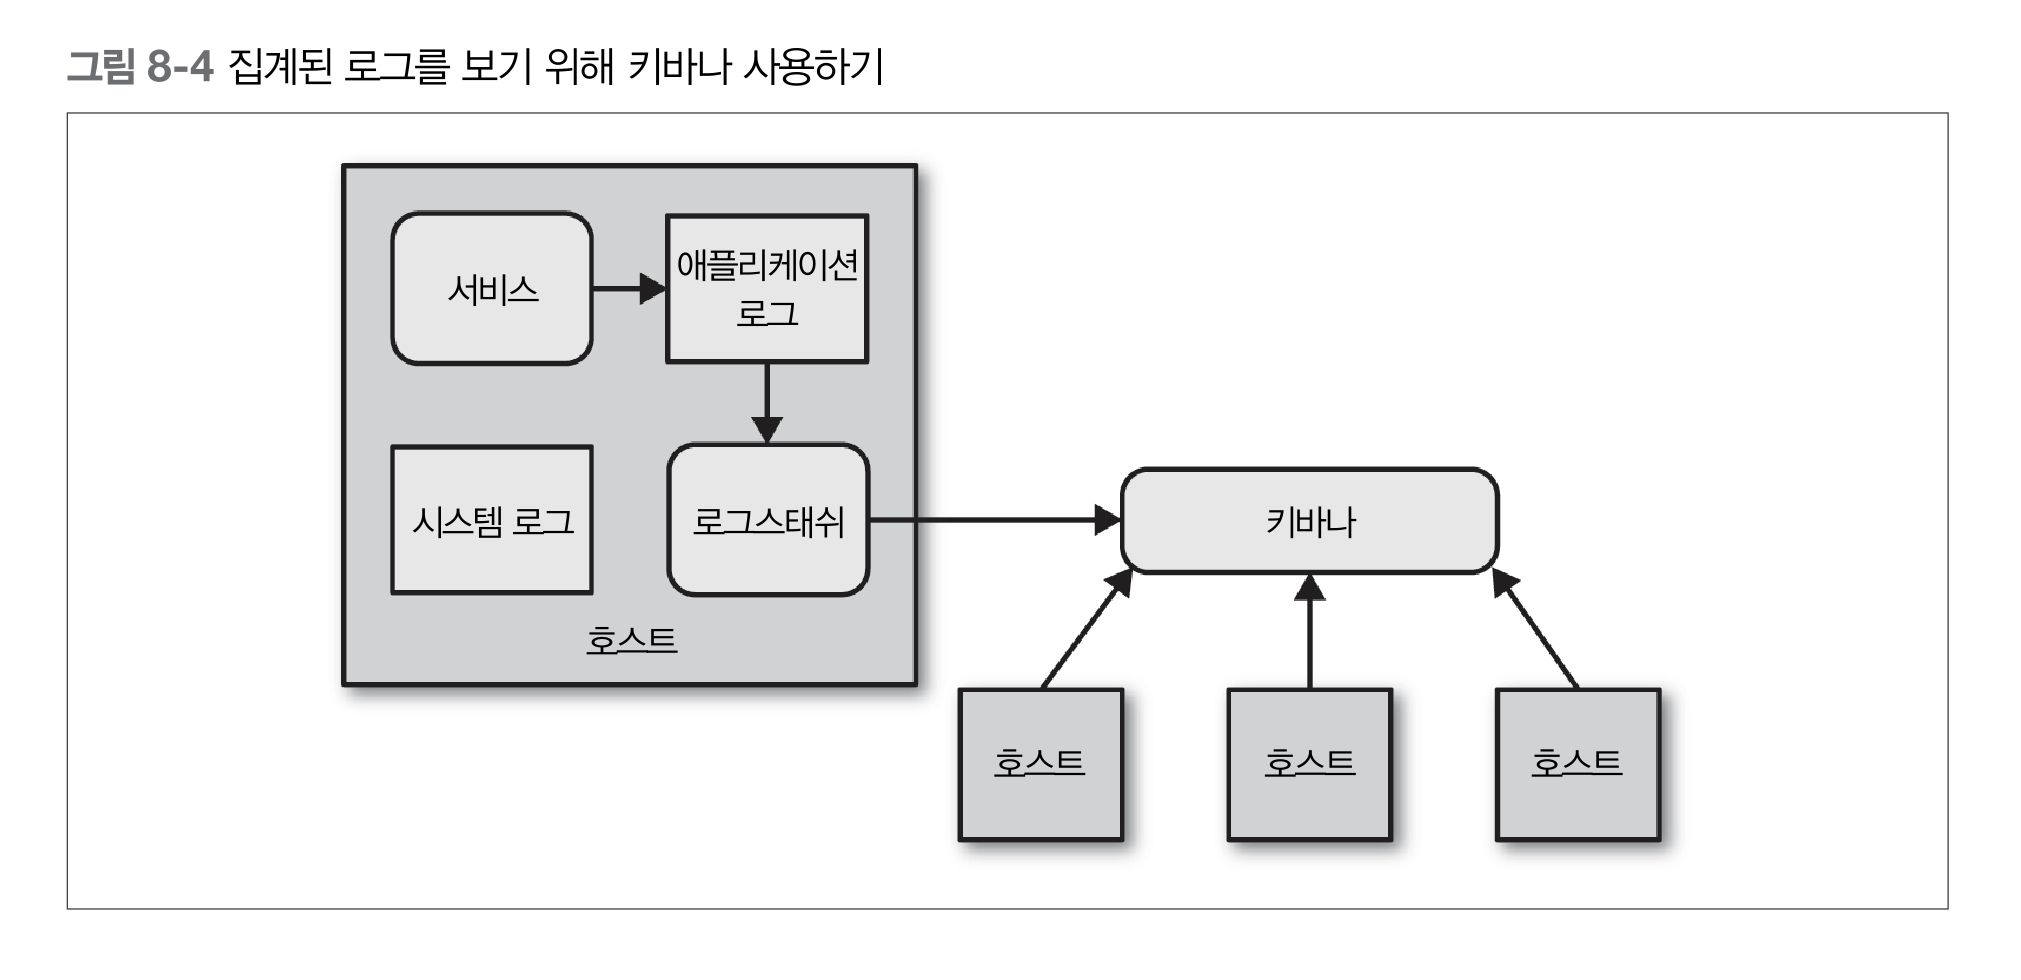 그림 8-4 집계된 로그를 보기 위해 키바나 사용하기
서비스
애플리케이션
로그
시스템 로그
로그스태쉬
호스트
키바나
호스트
호스트
호스트